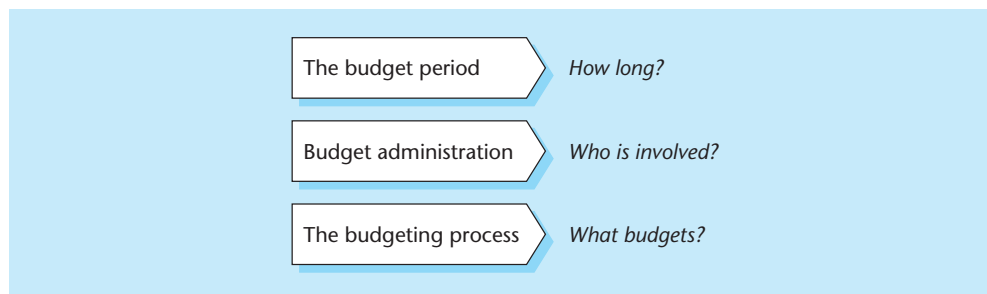 The budget period How long?
Budget administration Who is involved?
The budgeting process What budgets?